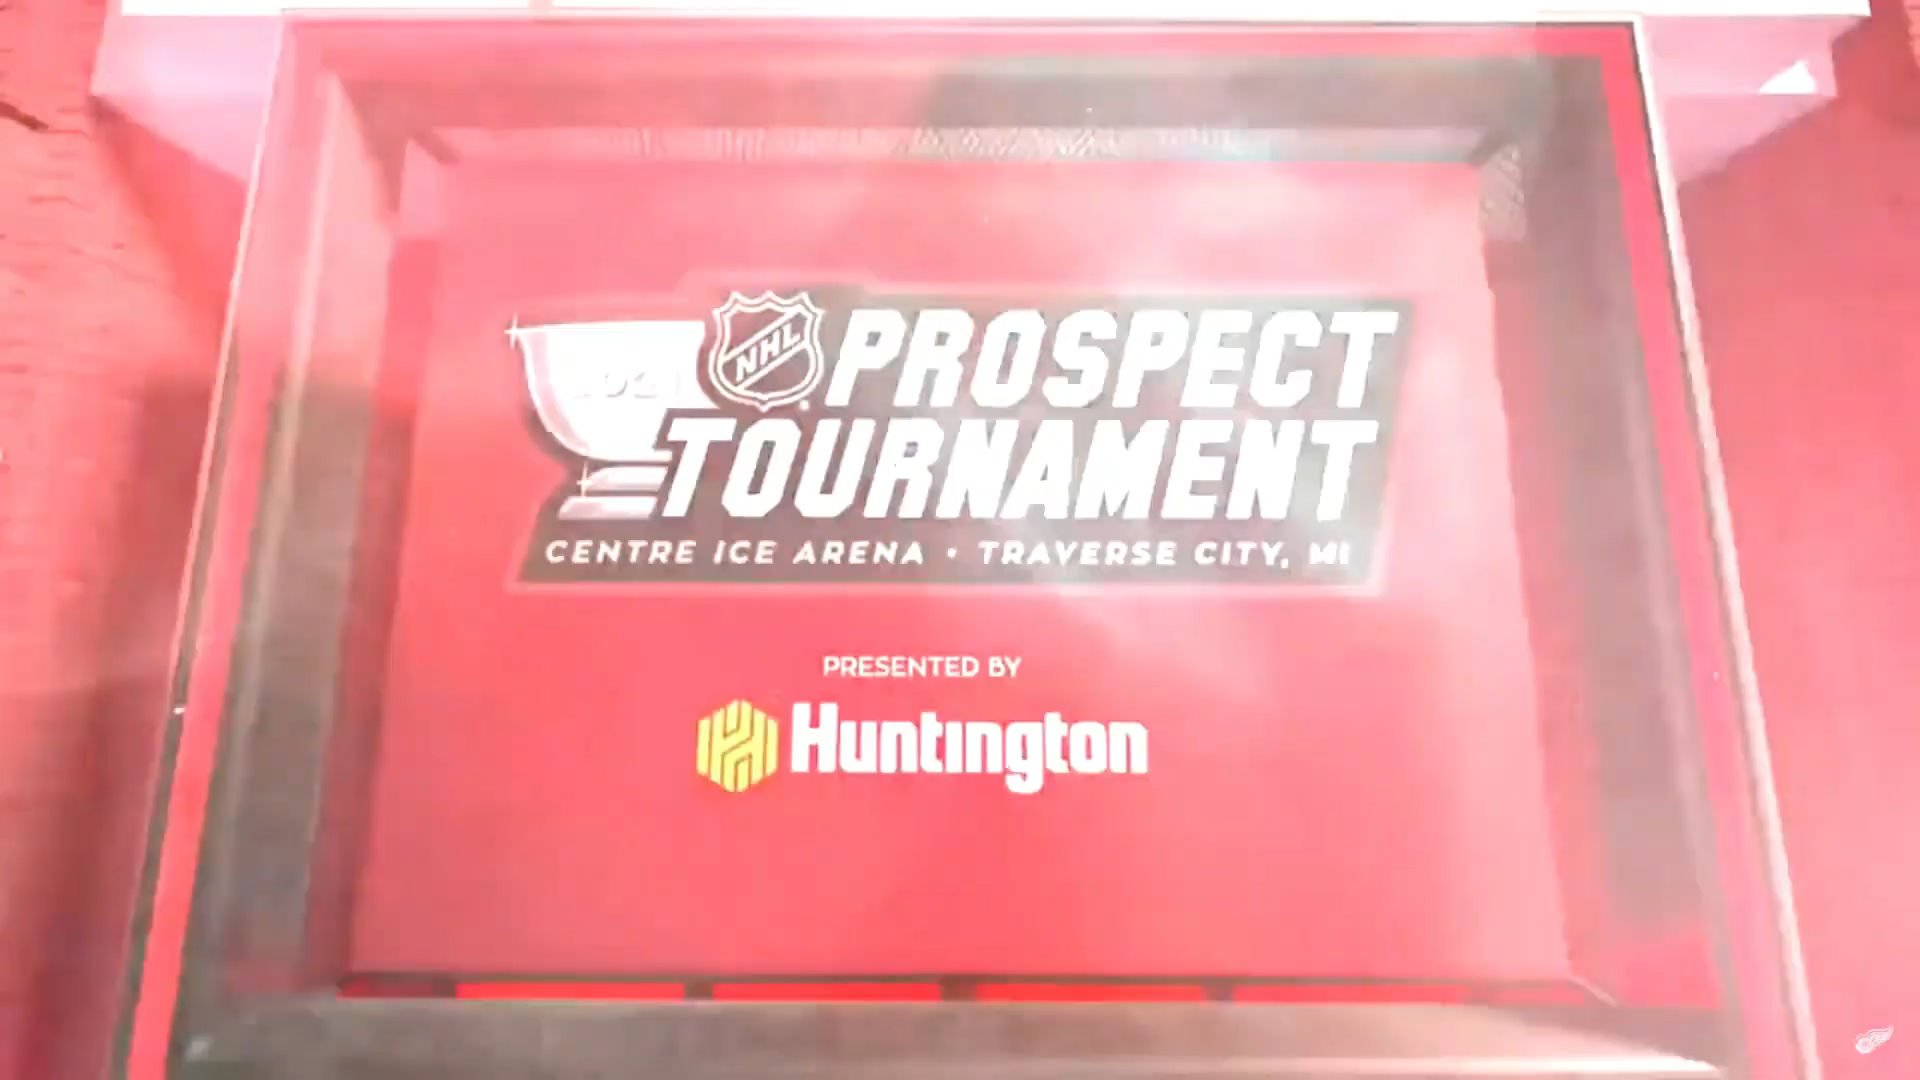 NHL
PROSPECT
TOURNAMENT
CENTRE ICE ARENA • TRAVERSE CITY, MI
PRESENTED BY
Huntington